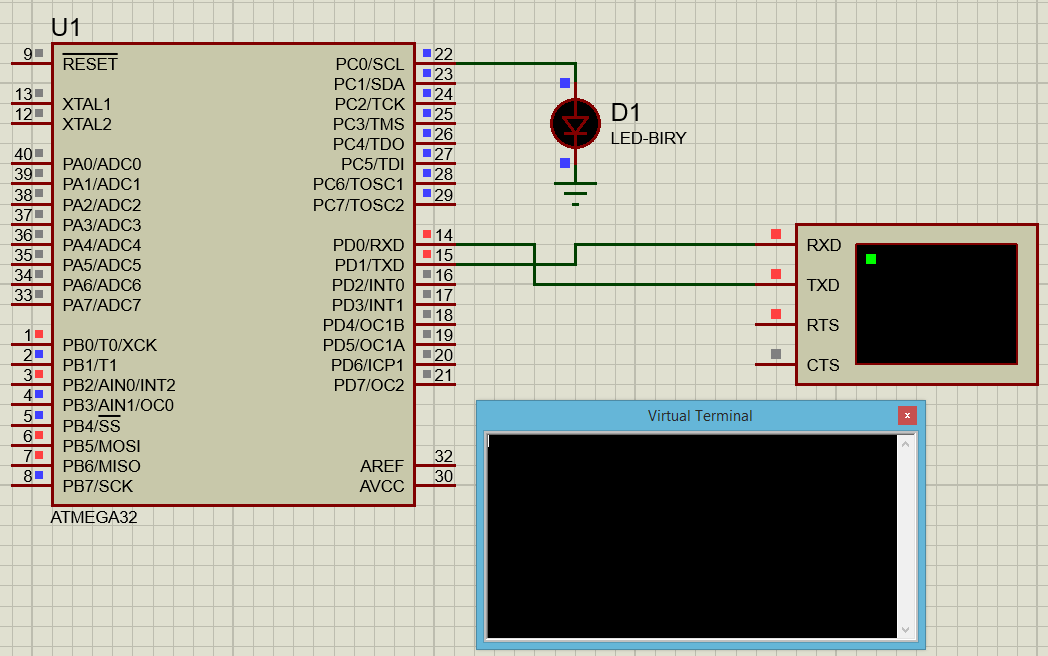 U1
9 RESET
13 XTAL1
12 XTAL2
40 PA0/ADC0
39 PA1/ADC1
38 PA2/ADC2
37 PA3/ADC3
36 PA4/ADC4
35 PA5/ADC5
34 PA6/ADC6
33 PA7/ADC7
1 PB0/T0/XCK
2 PB1/T1
3 PB2/AIN0/INT2
4 PB3/AIN1/OC0
5 PB4/SS
6 PB5/MOSI
7 PB6/MISO
8 PB7/SCK
PC0/SCL 22
PC1/SDA 23
PC2/TCK 24
PC3/TMS 25
PC4/TDO 26
PC5/TDI 27
PC6/TOSC1 28
PC7/TOSC2 29
PD0/RXD 14
PD1/TXD 15
PD2/INT0 16
PD3/INT1 17
PD4/OC1B 18
PD5/OC1A 19
PD6/ICP1 20
PD7/OC2 21
AREF 32
AVCC 30
ATMEGA32
D1
LED-BIRY
RXD
TXD
RTS
CTS
Virtual Terminal
x